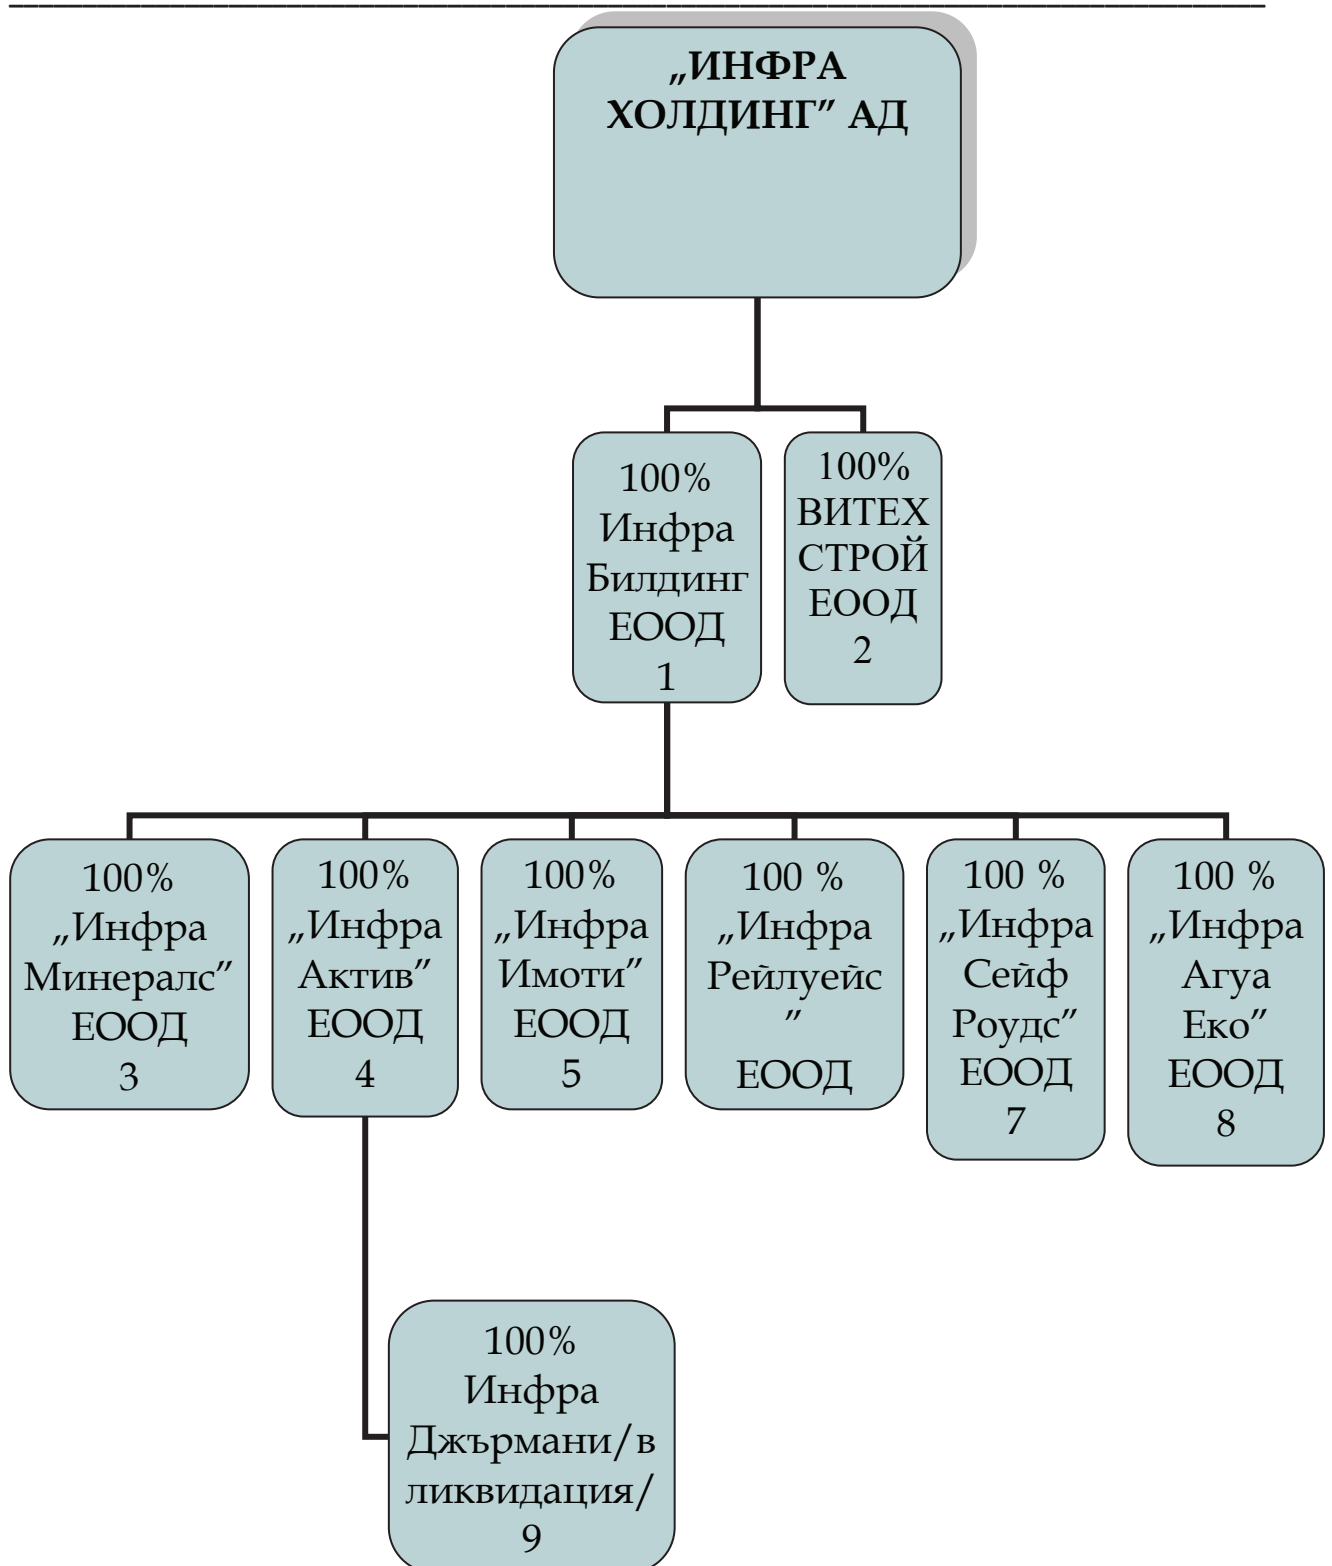 „ИНФРА
ХОЛДИНГ” АД
100%
Инфра
Билдинг
ЕООД
1
100%
ВИТЕХ
СТРОЙ
ЕООД
2
100%
„Инфра
Минералс”
ЕООД
3
100%
„Инфра
Актив”
ЕООД
4
100%
„Инфра
Имоти”
ЕООД
5
100 %
„Инфра
Рейлуейс
”
ЕООД
100 %
„Инфра
Сейф
Роудс”
ЕООД
7
100 %
„Инфра
Агуа
Еко”
ЕООД
8
100%
Инфра
Джърмани/в
ликвидация/
9